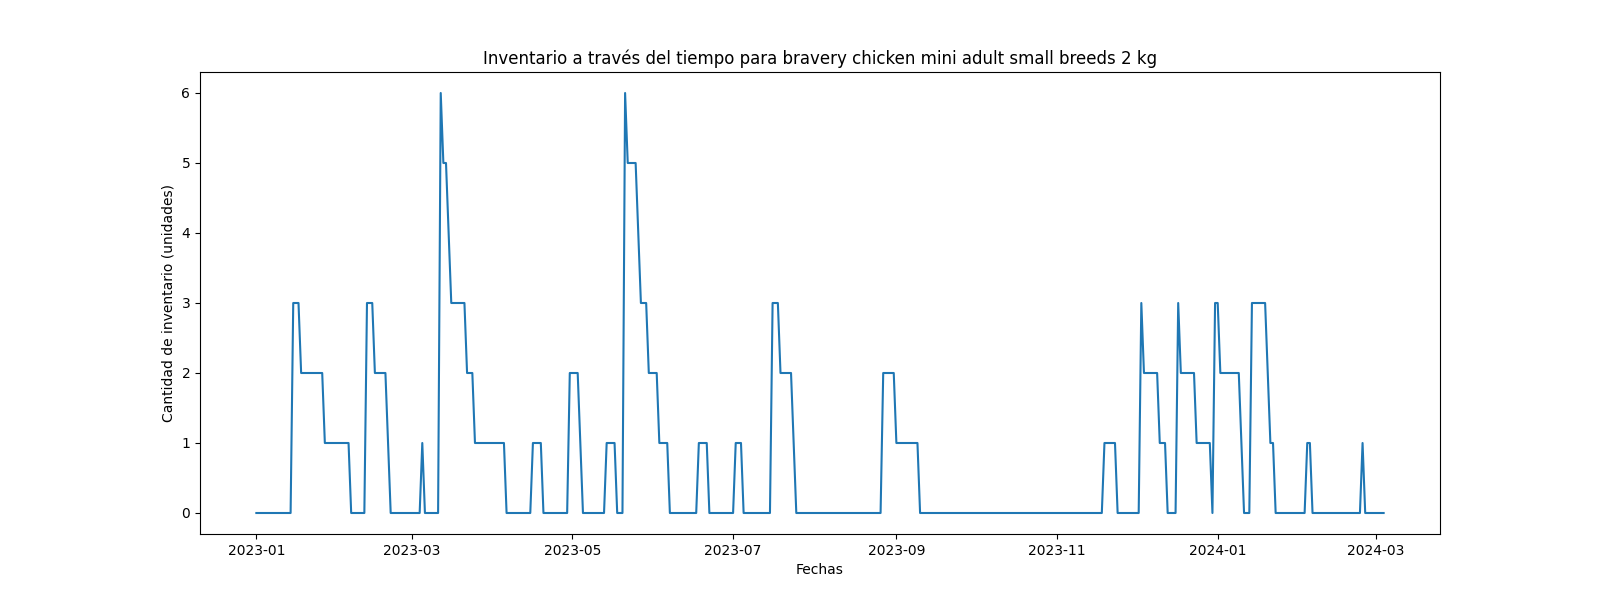 Inventario a través del tiempo para bravery chicken mini adult small breeds 2 kg
Cantidad de inventario (unidades)
6
5
4
3
2
1
0
2023-01 2023-03 2023-05 2023-07 2023-09 2023-11 2024-01 2024-03
Fechas